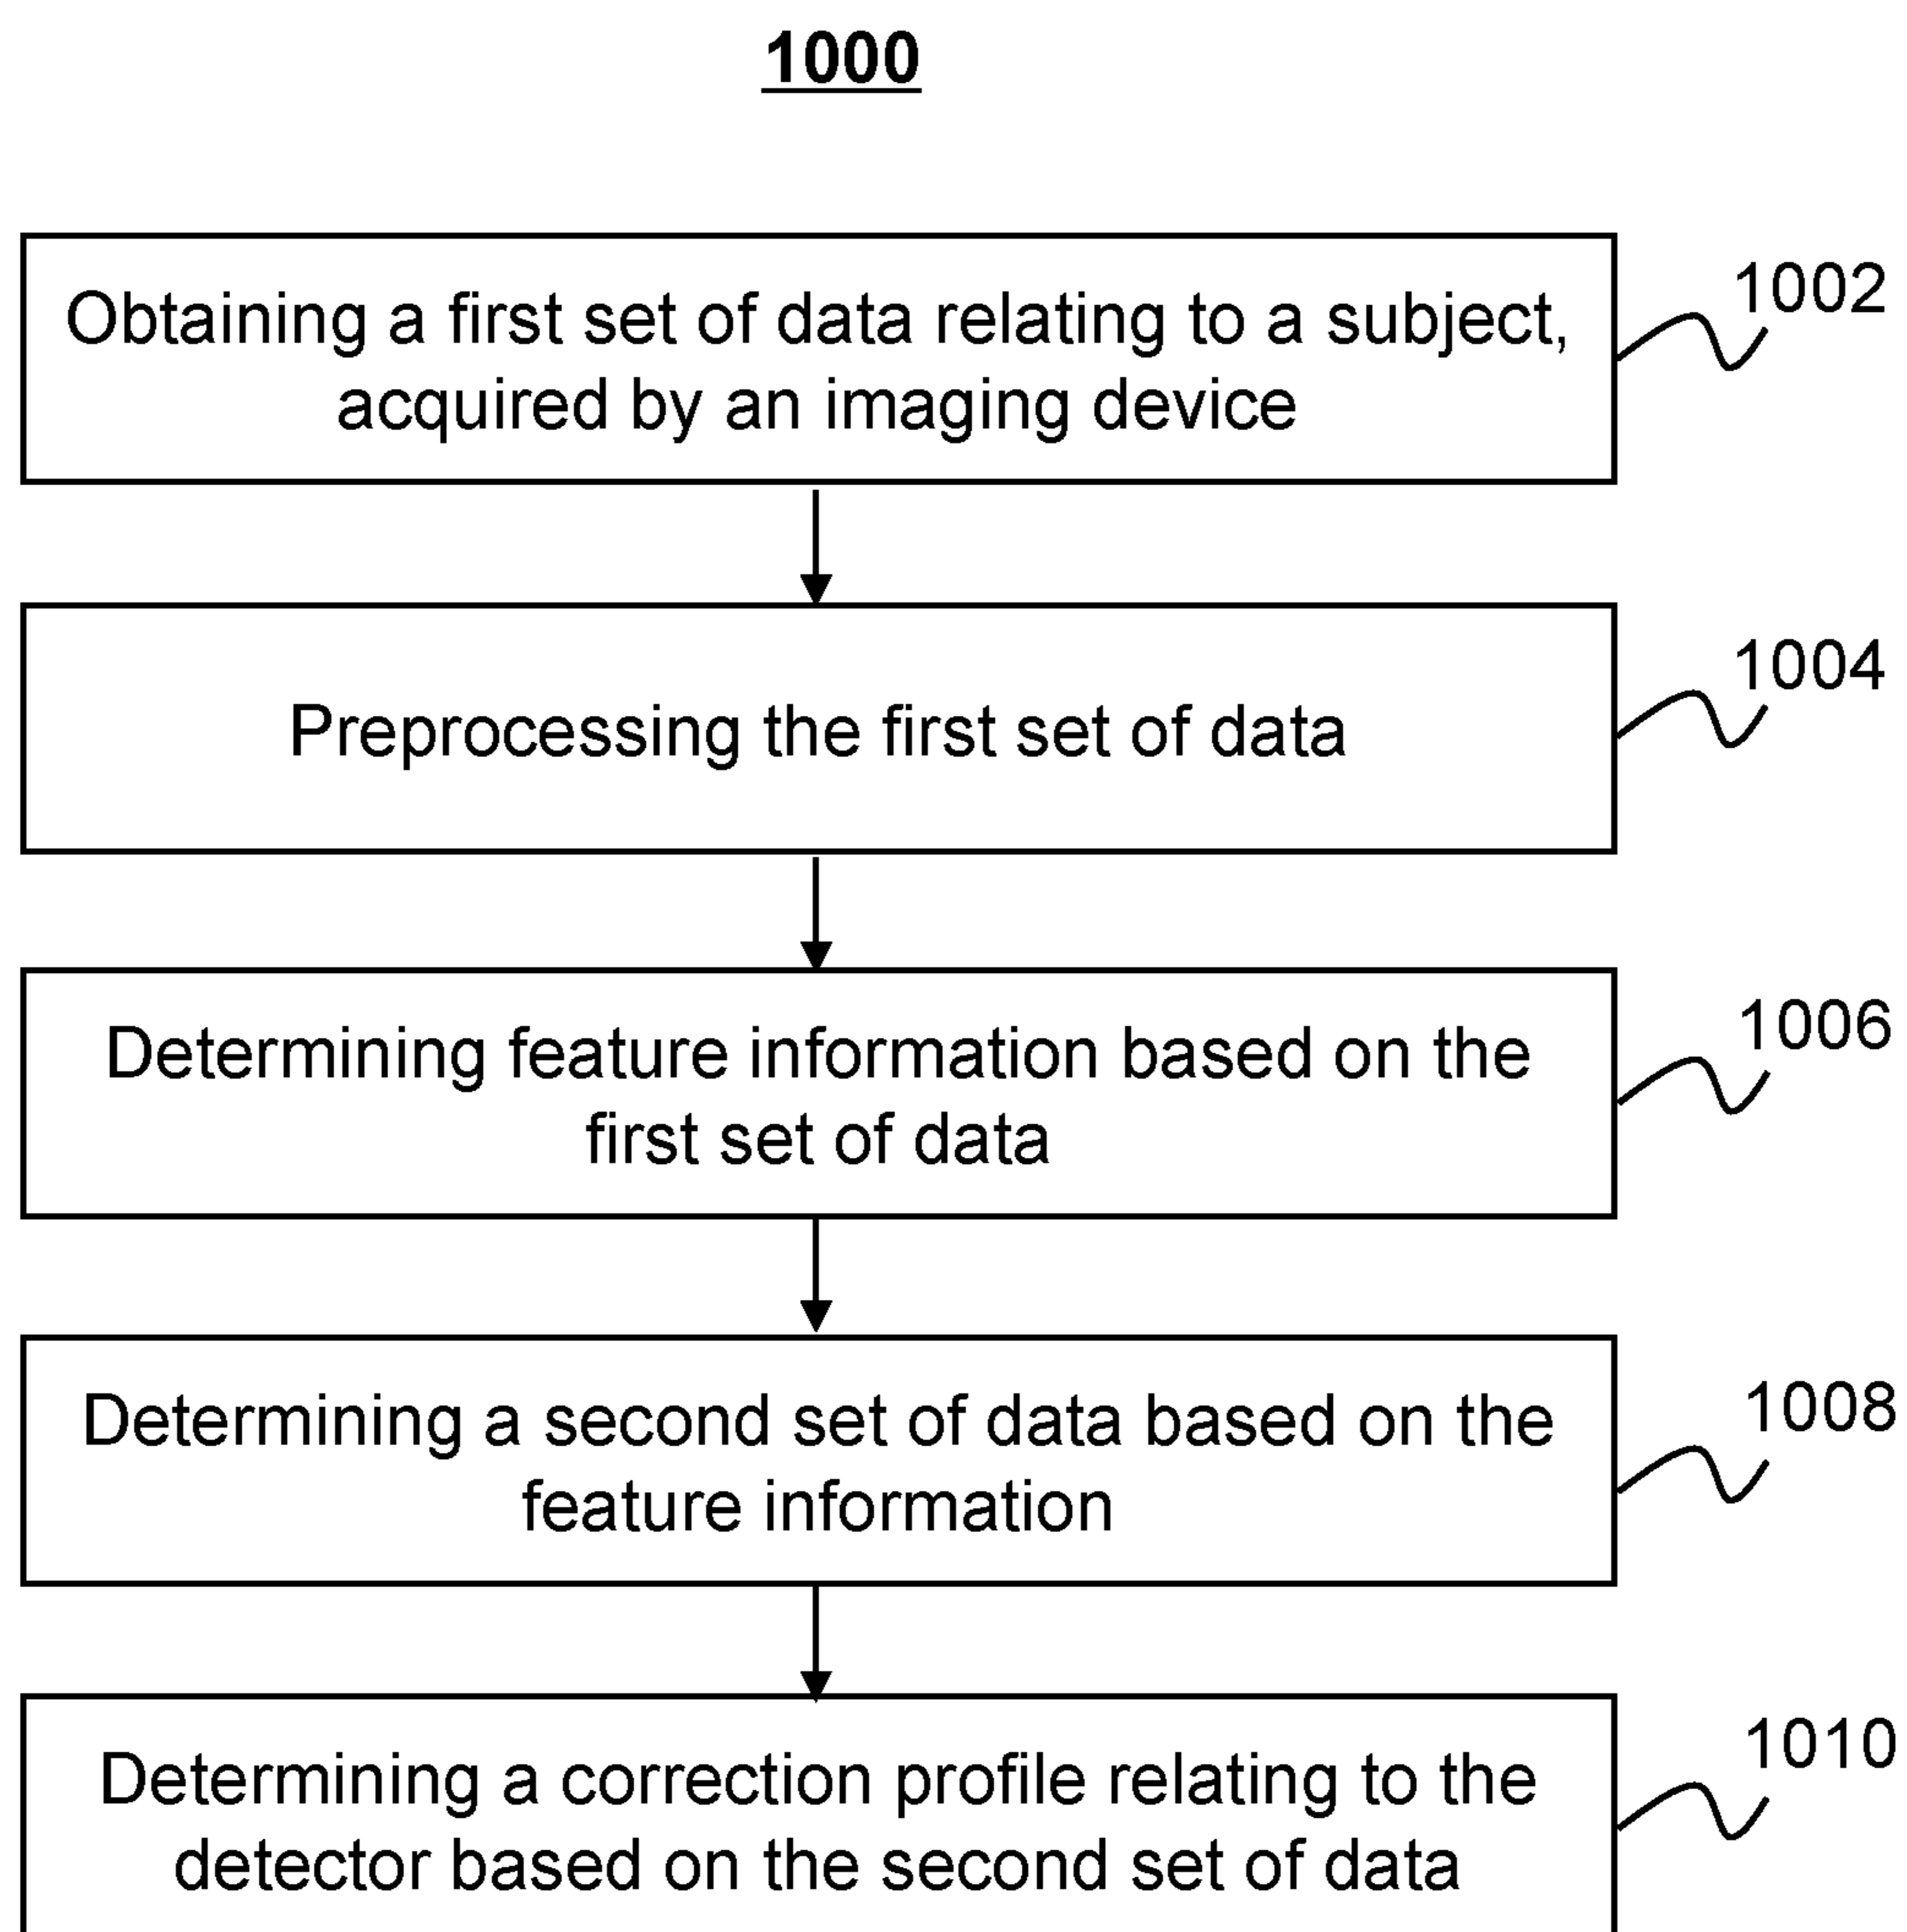 1000
Obtaining a first set of data relating to a subject,
acquired by an imaging device
1002
Preprocessing the first set of data
1004
Determining feature information based on the
first set of data
1006
Determining a second set of data based on the
feature information
1008
Determining a correction profile relating to the
detector based on the second set of data
1010